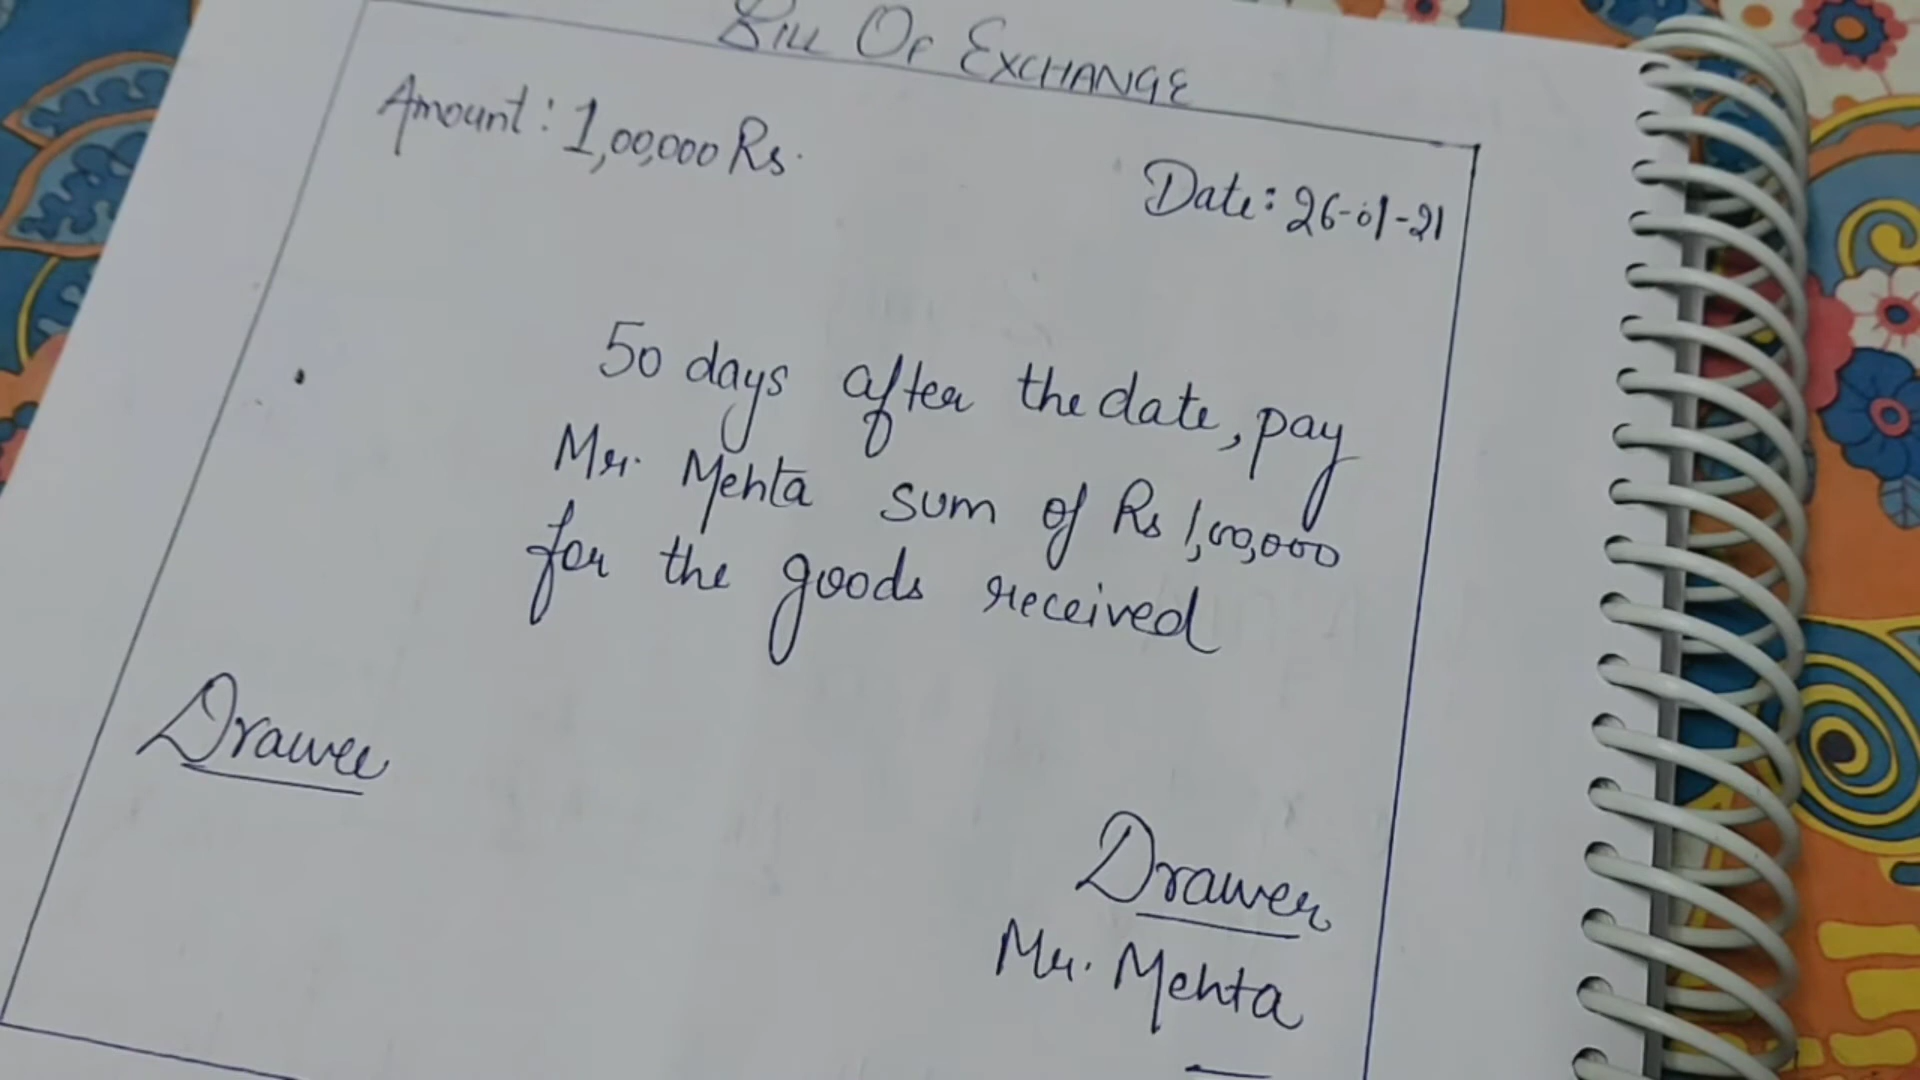 BILL OF EXCHANGE
Amount: 1,00,000 Rs.
Date: 26-01-21
50 days after the date, pay
Mr. Mehta sum of Rs 1,00,000
for the goods received
Drawee
Drawer
Mr. Mehta